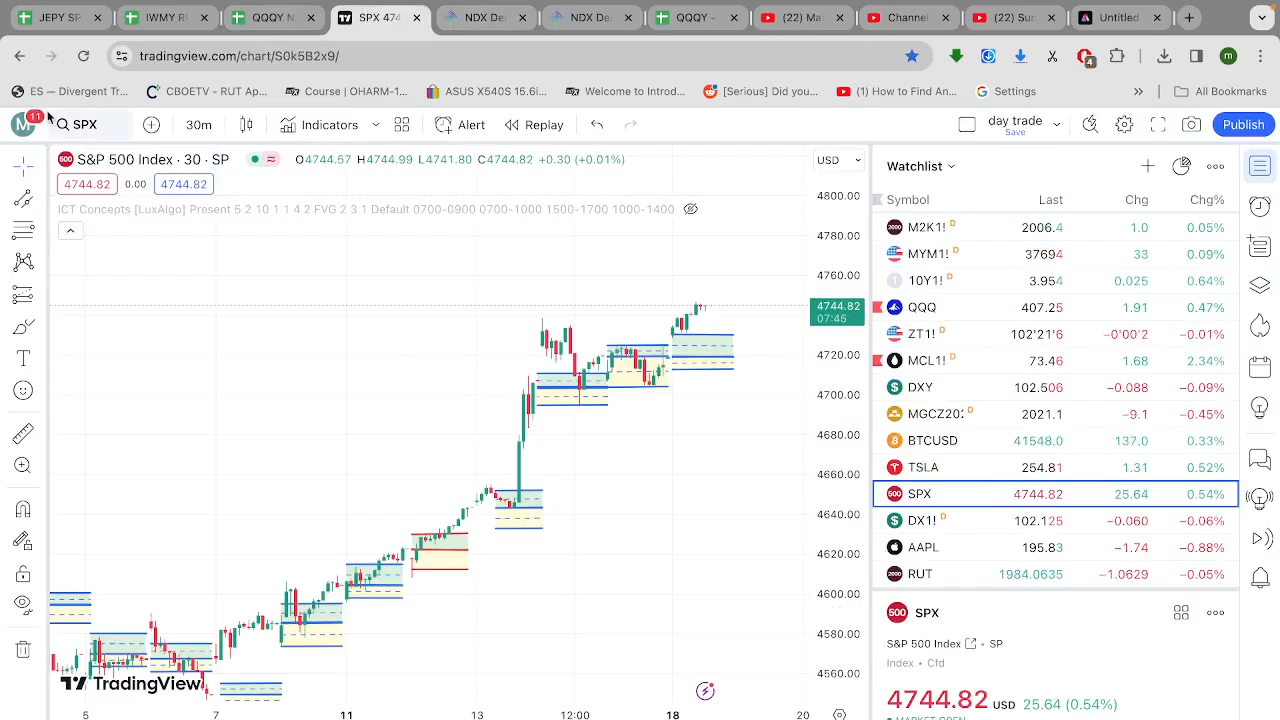 JEPY SP
IWMY R
QQQY N
SPX 474
NDX De
NDX De
QQQY -
(22) Ma
Channe
(22) Su
Untitled
tradingview.com/chart/S0k5B2x9/
4
m
ES — Divergent Tr...
CBOETV – RUT Ap...
Course | OHARM-1...
ASUS X540S 15.6i...
Welcome to Introd...
[Serious] Did you...
(1) How to Find An...
Settings
»
All Bookmarks
M
11
SPX
30m
Indicators
Alert
Replay
day trade
Save
Publish
500 S&P 500 Index · 30 · SP
O4744.57 H4744.99 L4741.80 C4744.82 +0.30 (+0.01%)
USD
4744.82 0.00 4744.82
ICT Concepts [LuxAlgo] Present 5 2 10 1 1 4 2 FVG 2 3 1 Default 0700-0900 0700-1000 1500-1700 1000-1400
4800.00
4780.00
4760.00
4744.82
07:45
4720.00
4700.00
4680.00
4660.00
4640.00
4620.00
4600.00
4580.00
4560.00
TradingView
5 7 11 13 12:00 18 20
Watchlist
Symbol Last Chg Chg%
2000 M2K1! D 2006.4 1.0 0.05%
MYM1! D 37694 33 0.09%
10Y1! D 3.954 0.025 0.64%
QQQ 407.25 1.91 0.47%
ZT1! D 102'21'6 −0'00'2 −0.01%
MCL1! D 73.46 1.68 2.34%
DXY 102.506 −0.088 −0.09%
MGCZ202 D 2021.1 −9.1 −0.45%
BTCUSD 41548.0 137.0 0.33%
TSLA 254.81 1.31 0.52%
500 SPX 4744.82 25.64 0.54%
DX1! D 102.125 −0.060 −0.06%
AAPL 195.83 −1.74 −0.88%
2000 RUT 1984.0635 −1.0629 −0.05%
500 SPX
S&P 500 Index • SP
Index • Cfd
4744.82 USD 25.64 (0.54%)
MARKET OPEN